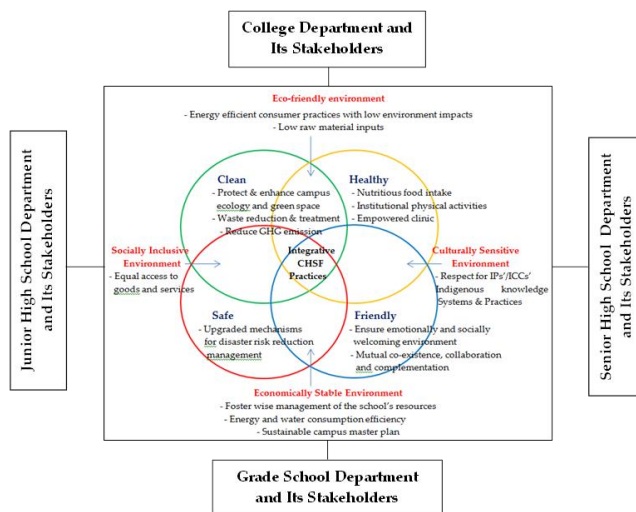 College Department and
Its Stakeholders
Eco-friendly environment
- Energy efficient consumer practices with low environment impacts
- Low raw material inputs
Junior High School Department
and Its Stakeholders
Clean
- Protect & enhance campus
ecology and green space
- Waste reduction & treatment
- Reduce GHG emission
Healthy
- Nutritious food intake
- Institutional physical activities
- Empowered clinic
Socially Inclusive
Environment
- Equal access to
goods and services
Integrative
CHSF
Practices
Culturally Sensitive
Environment
- Respect for IPs'/ICCs'
Indigenous knowledge
Systems & Practices
Safe
- Upgraded mechanisms
for disaster risk reduction
management
Friendly
- Ensure emotionally and socially
welcoming environment
- Mutual co-existence, collaboration
and complementation
Economically Stable Environment
- Foster wise management of the school's resources
- Energy and water consumption efficiency
- Sustainable campus master plan
Senior High School Department
and Its Stakeholders
Grade School Department
and Its Stakeholders